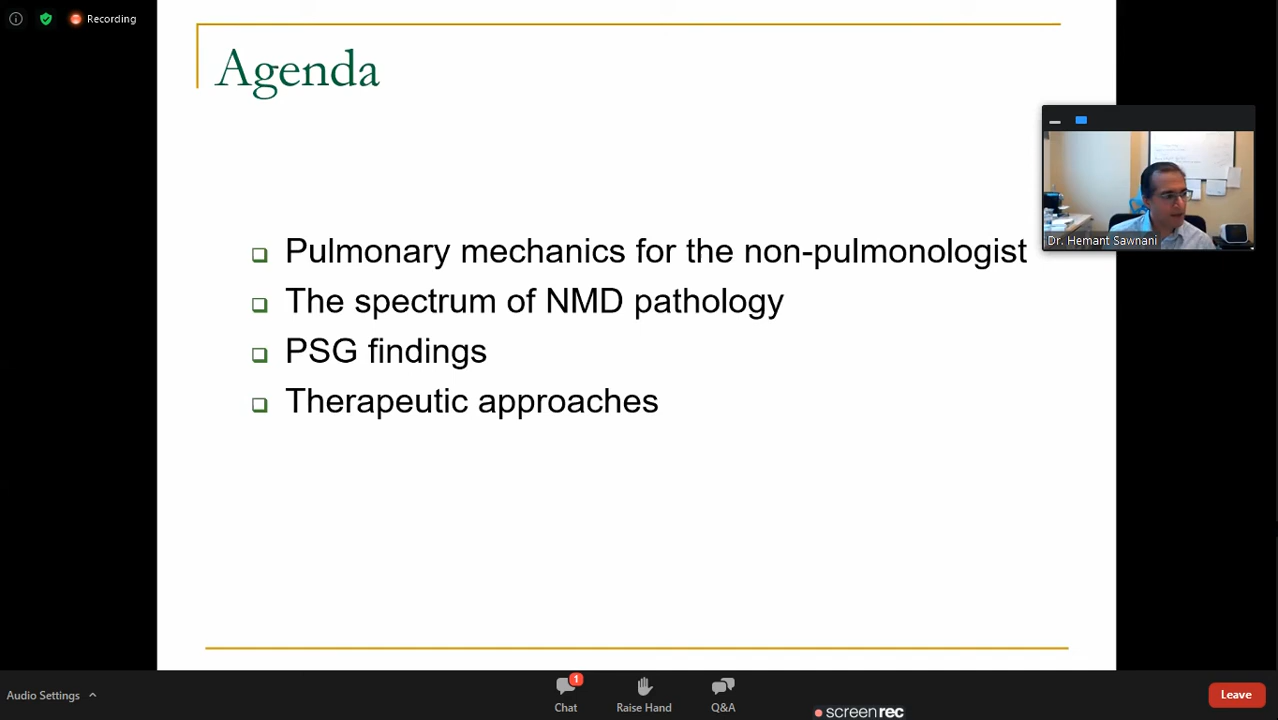 Recording
Agenda
Dr. Hemant Sawnani
Pulmonary mechanics for the non-pulmonologist
The spectrum of NMD pathology
PSG findings
Therapeutic approaches
Audio Settings
1
Chat
Raise Hand
Q&A
screenrec
Leave